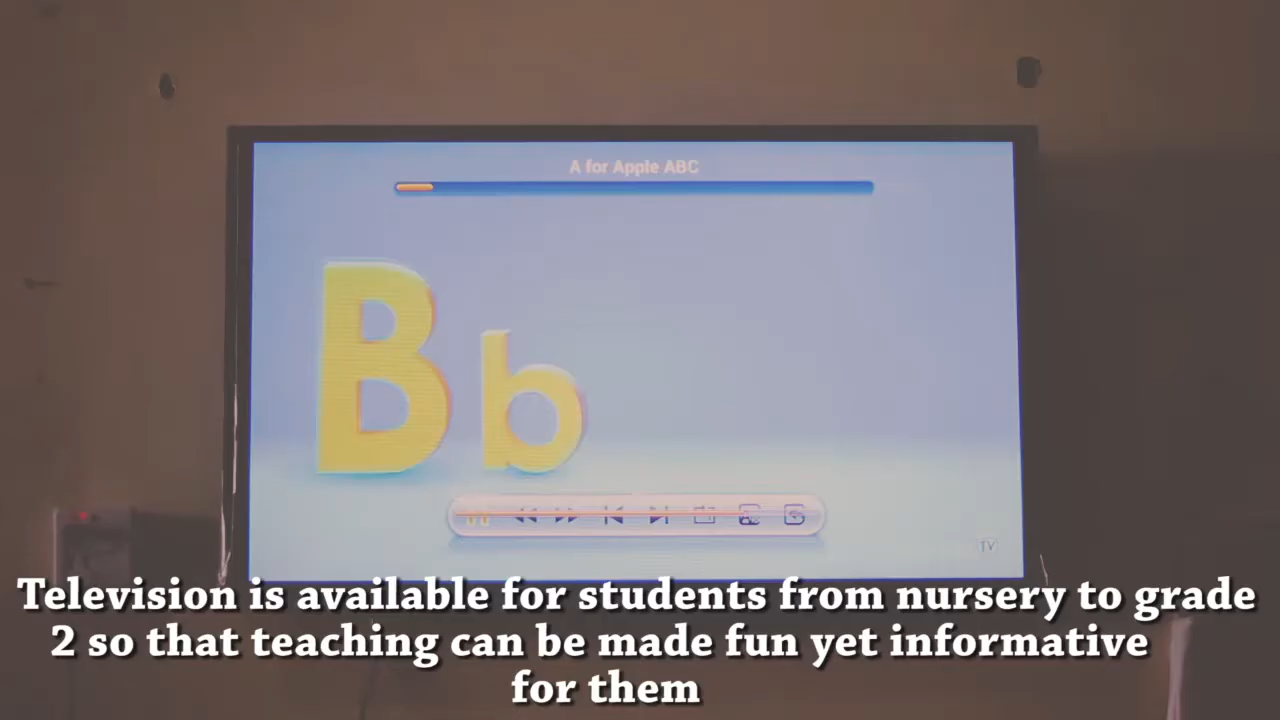 A for Apple ABC
B b
TV
Television is available for students from nursery to grade
2 so that teaching can be made fun yet informative
for them